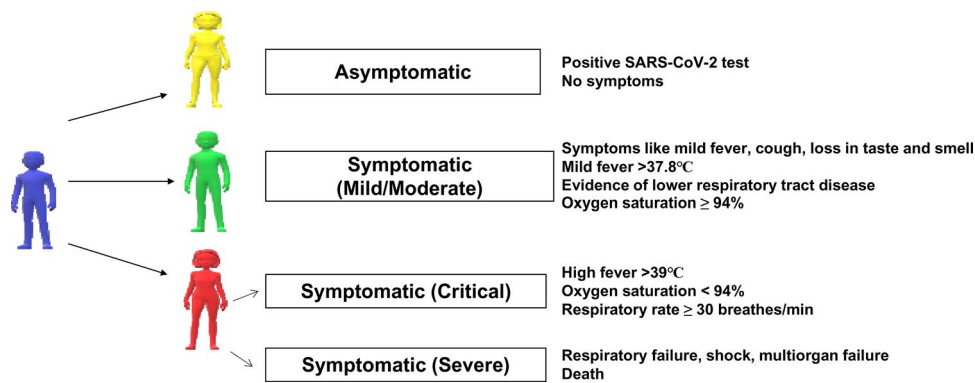 Asymptomatic
Positive SARS-CoV-2 test
No symptoms
Symptomatic
(Mild/Moderate)
Symptoms like mild fever, cough, loss in taste and smell
Mild fever >37.8℃
Evidence of lower respiratory tract disease
Oxygen saturation ≥ 94%
Symptomatic (Critical)
High fever >39℃
Oxygen saturation < 94%
Respiratory rate ≥ 30 breathes/min
Symptomatic (Severe)
Respiratory failure, shock, multiorgan failure
Death